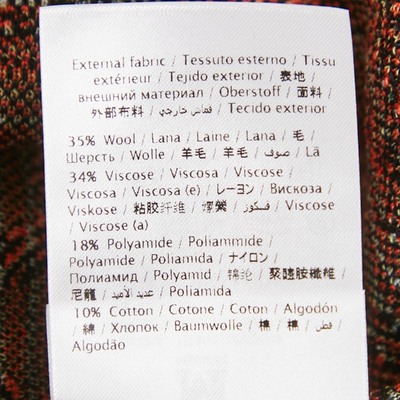 External fabric / Tessuto esterno / Tissu
extérieur / Tejido exterior / 表地 /
внешний материал / Oberstoff / 面料 /
外部布料 / قماش خارجي / Tecido exterior
35% Wool / Lana / Laine / Lana / 毛 /
Шерсть / Wolle / 羊毛 / 羊毛 / صوف / Lã
34% Viscose / Viscosa / Viscose /
Viscosa / Viscosa (e) / レーヨン / Вискоза /
Viskose / 粘胶纤维 / 嫘縈 / فسكوز / Viscose
/ Viscose (a)
18% Polyamide / Poliammide /
Polyamide / Poliamida / ナイロン /
Полиамид / Polyamid / 锦纶 / 聚醯胺纖維 /
尼龍 / عديد الأميد / Poliamida
10% Cotton / Cotone / Coton / Algodón
/ 綿 / Хлопок / Baumwolle / 棉 / 棉 / قطن /
Algodão